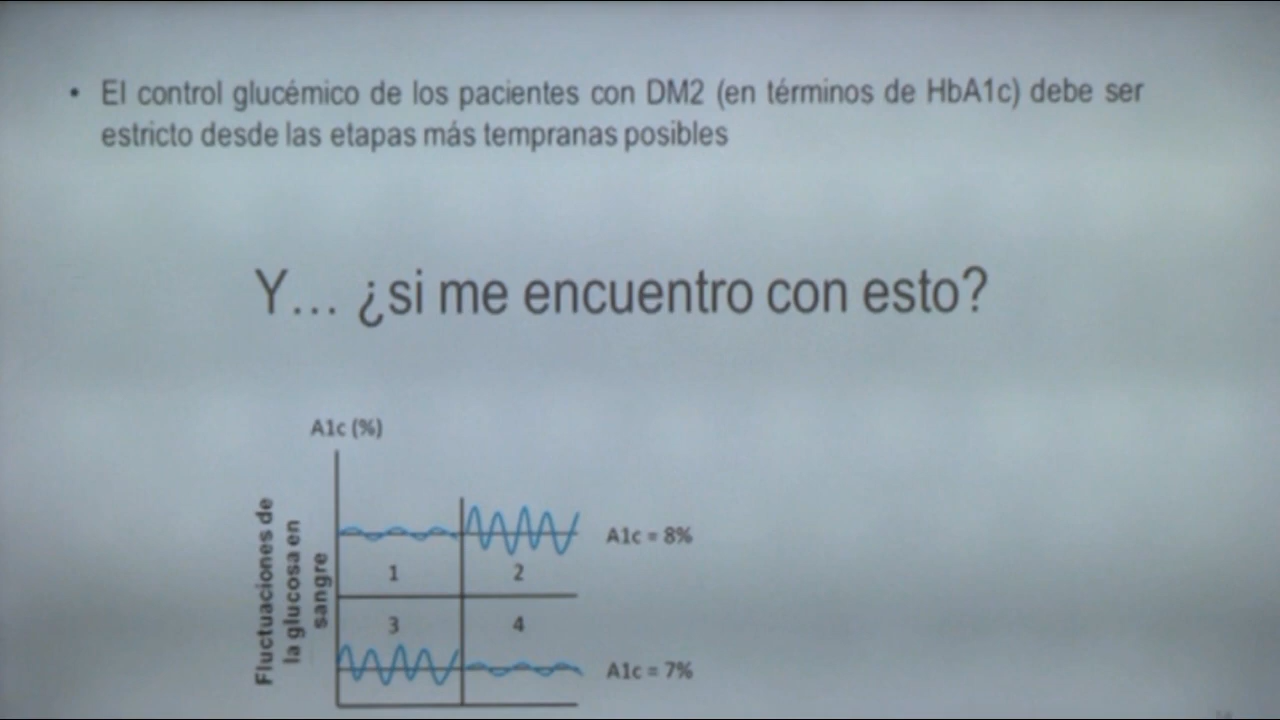 • El control glucémico de los pacientes con DM2 (en términos de HbA1c) debe ser
estricto desde las etapas más tempranas posibles
Y... ¿si me encuentro con esto?
A1c (%)
Fluctuaciones de
la glucosa en
sangre
1
2
A1c = 8%
3
4
A1c = 7%